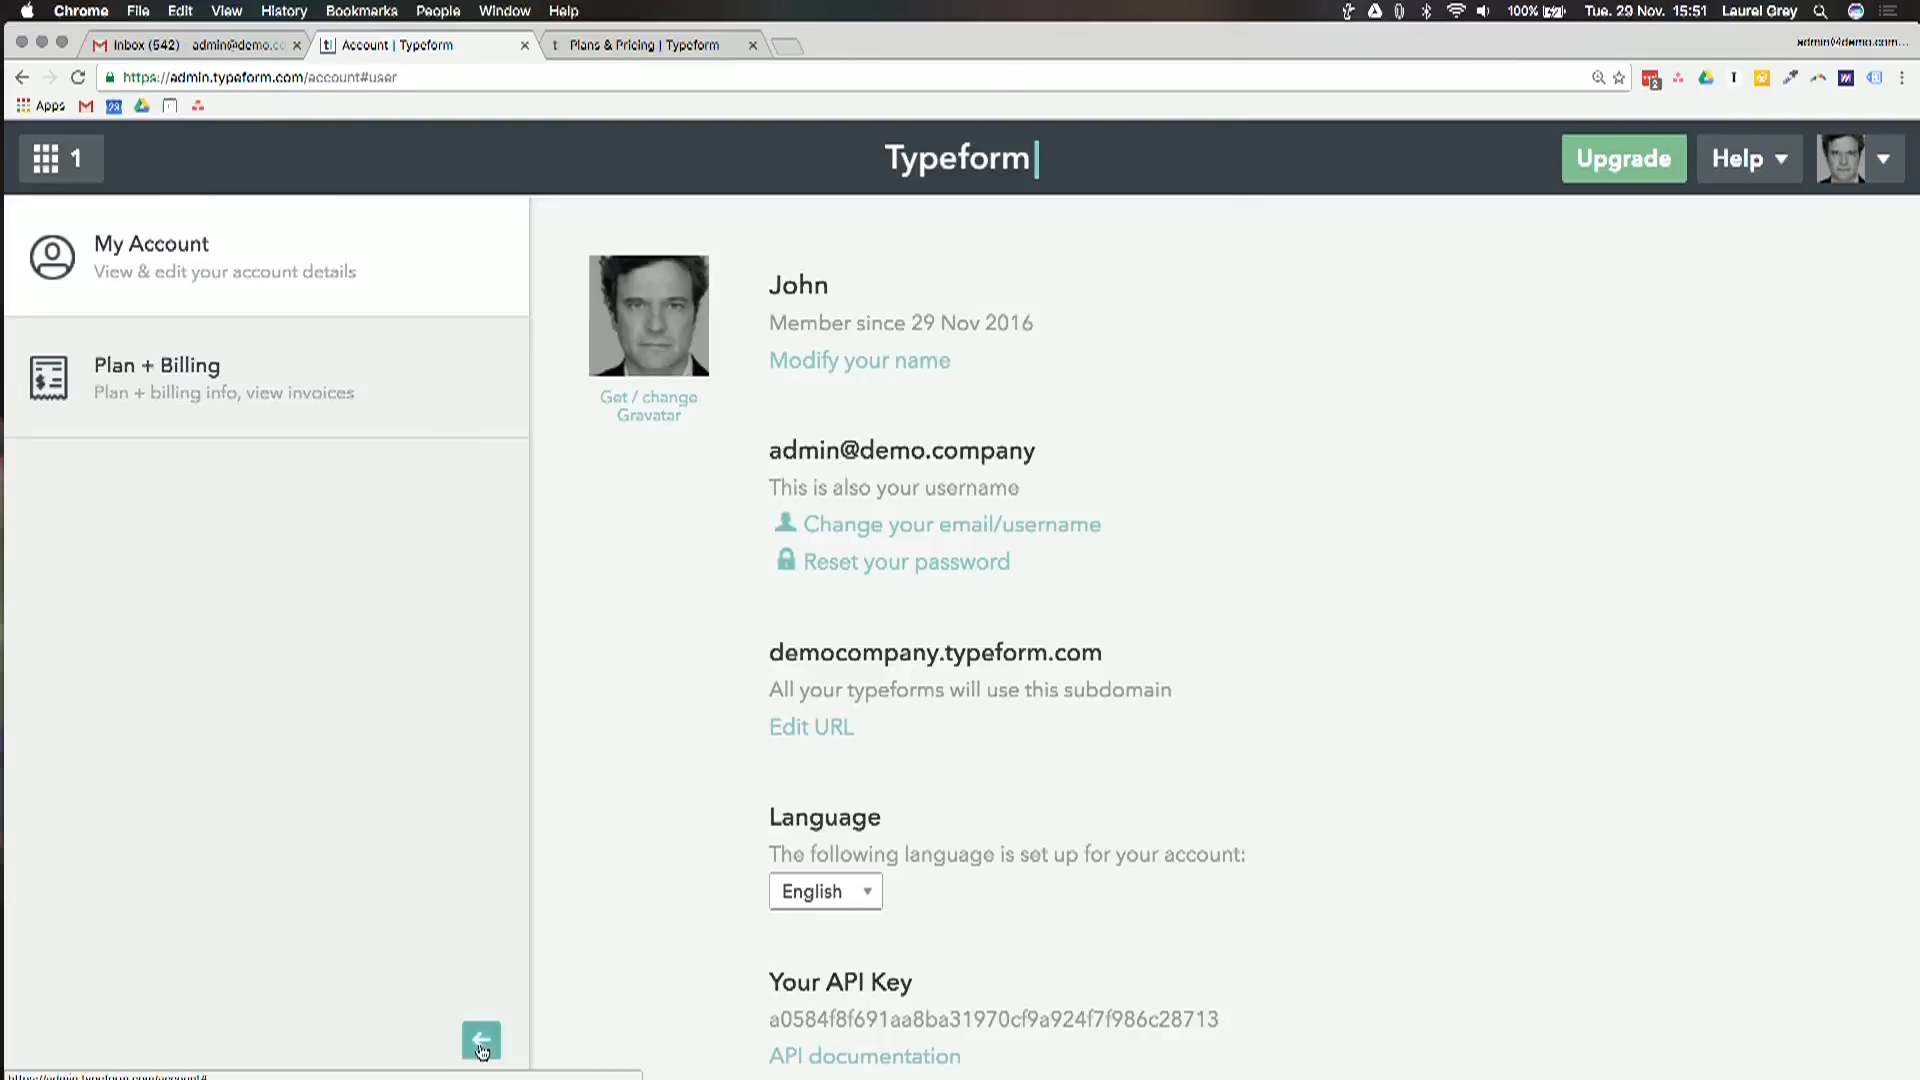 Chrome File Edit View History Bookmarks People Window Help
100% Tue. 29 Nov. 15:51 Laurel Grey
Inbox (542) admin@demo.co
Account | Typeform
Plans & Pricing | Typeform
https://admin.typeform.com/account#user
Apps
1
Typeform
Upgrade
Help
My Account
View & edit your account details
Plan + Billing
Plan + billing info, view invoices
John
Member since 29 Nov 2016
Modify your name
Get / change
Gravatar
admin@demo.company
This is also your username
Change your email/username
Reset your password
democompany.typeform.com
All your typeforms will use this subdomain
Edit URL
Language
The following language is set up for your account:
English
Your API Key
a0584f8f691aa8ba31970cf9a924f7f986c28713
API documentation